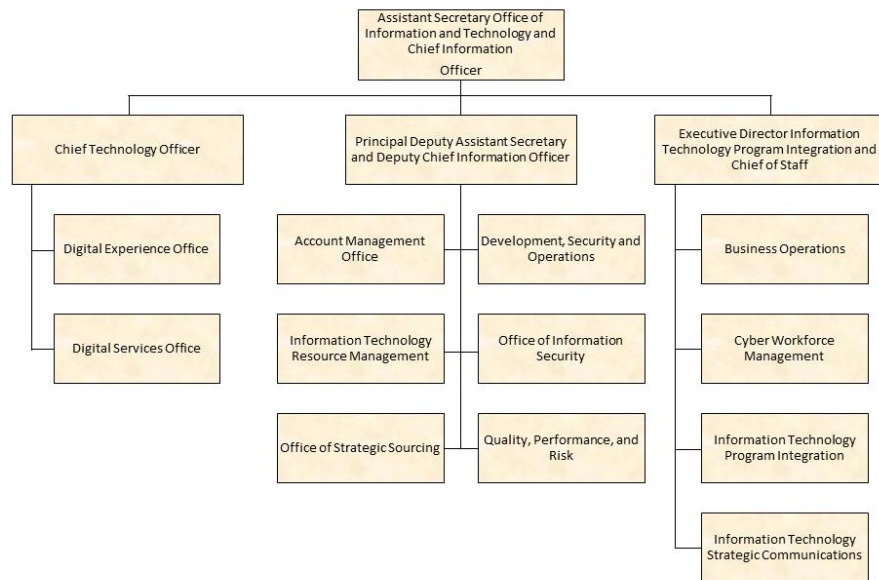 Assistant Secretary Office of
Information and Technology and
Chief Information
Officer
Chief Technology Officer
Principal Deputy Assistant Secretary
and Deputy Chief Information Officer
Executive Director Information
Technology Program Integration and
Chief of Staff
Digital Experience Office
Digital Services Office
Account Management
Office
Development, Security and
Operations
Information Technology
Resource Management
Office of Information
Security
Office of Strategic Sourcing
Quality, Performance, and
Risk
Business Operations
Cyber Workforce
Management
Information Technology
Program Integration
Information Technology
Strategic Communications